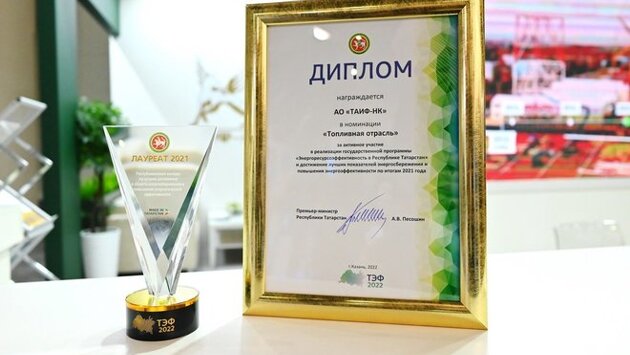 ЛАУРЕАТ 2021
ТЭФ
2022
ДИПЛОМ
награждается
АО «ТАИФ-НК»
в номинации
«Топливная отрасль»
за активное участие
в реализации государственной программы
«Энергоресурсоэффективность в Республике Татарстан»
и достижение лучших показателей энергосбережения и
повышения энергоэффективности по итогам 2021 года
Премьер-министр
Республики Татарстан
А.В. Песошин
г.Казань, 2022
ТЭФ
2022